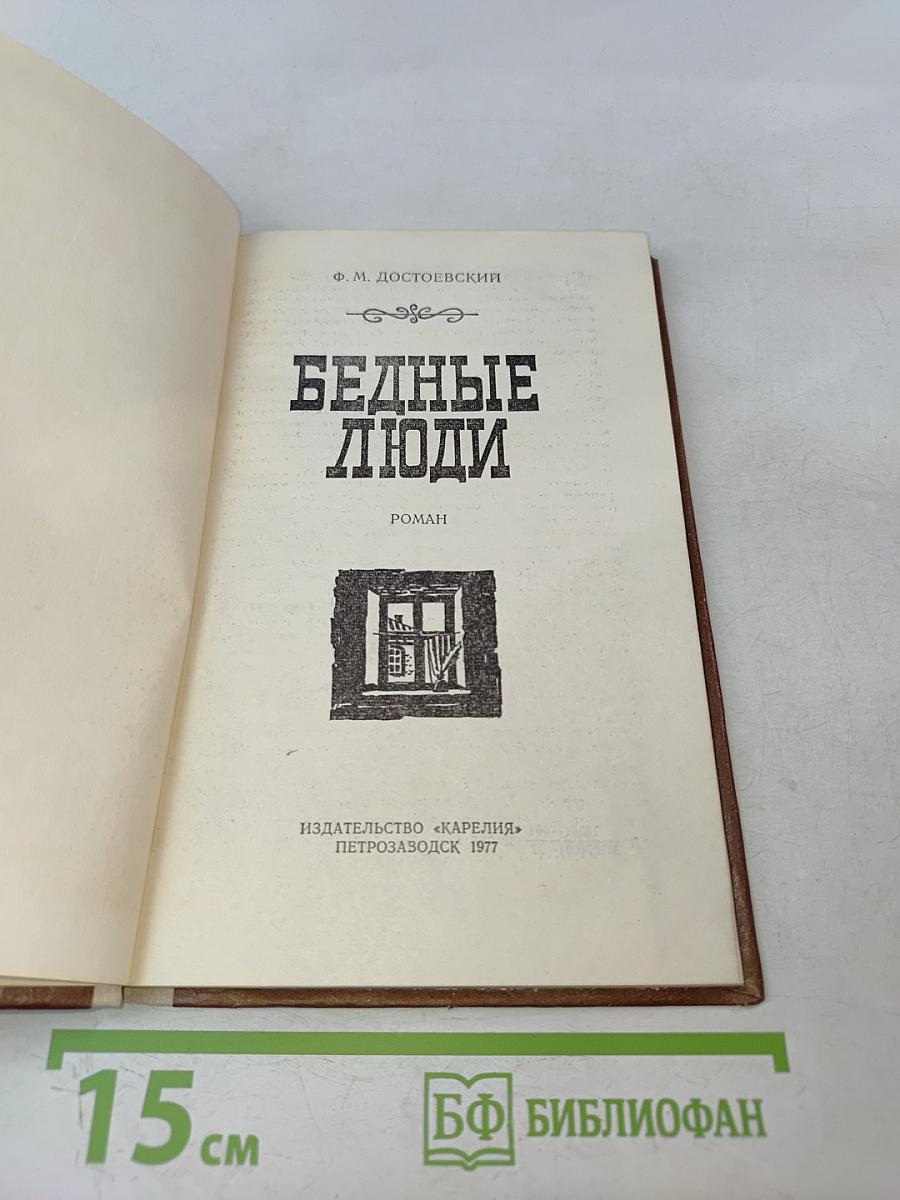 Ф. М. ДОСТОЕВСКИЙ
БЕДНЫЕ
ЛЮДИ
РОМАН
ИЗДАТЕЛЬСТВО «КАРЕЛИЯ»
ПЕТРОЗАВОДСК 1977
15 см
БФ БИБЛИОФАН